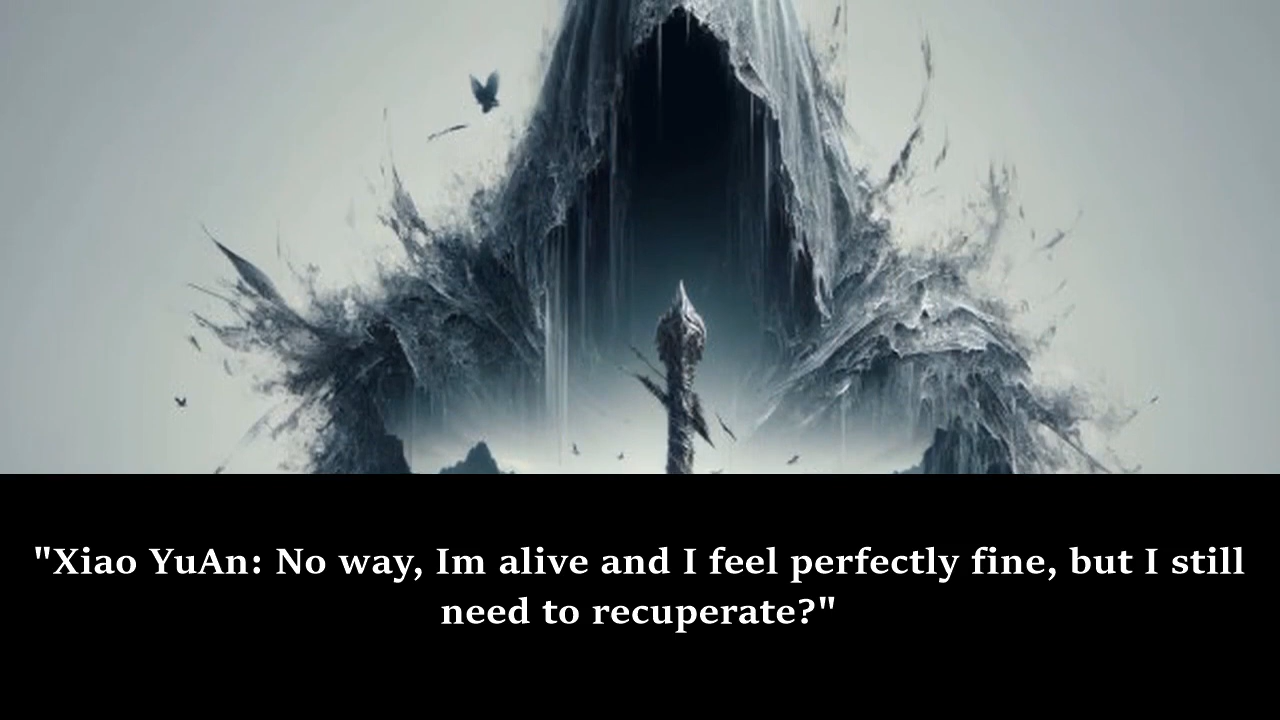 "Xiao YuAn: No way, Im alive and I feel perfectly fine, but I still
need to recuperate?"